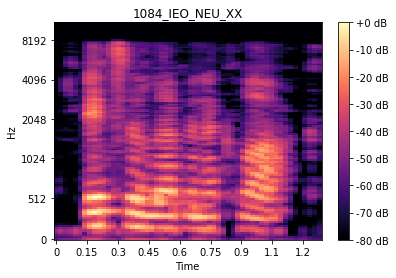 1084_IEO_NEU_XX
8192
4096
2048
1024
512
0
Hz
0 0.15 0.3 0.45 0.6 0.75 0.9 1.1 1.2
Time
+0 dB
-10 dB
-20 dB
-30 dB
-40 dB
-50 dB
-60 dB
-70 dB
-80 dB